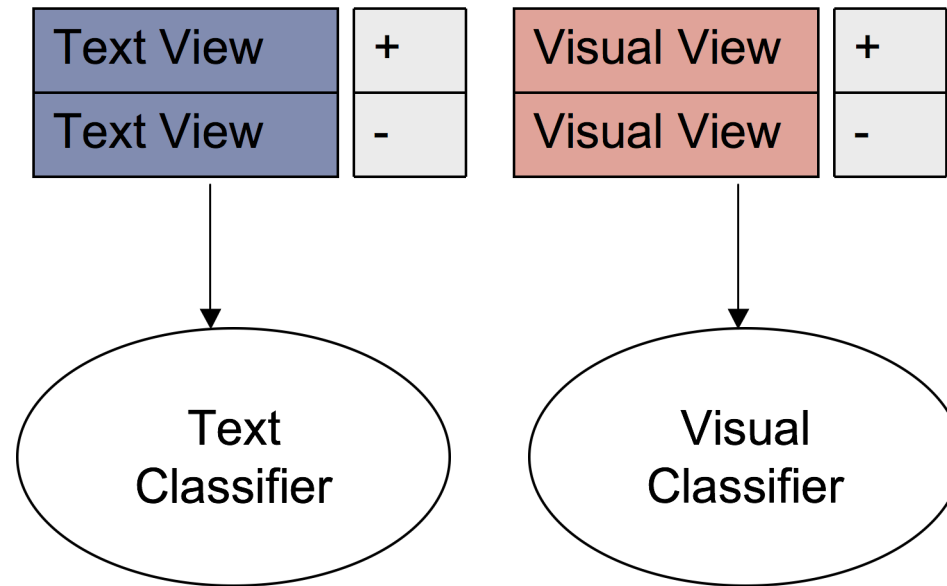 Text View + Visual View +
Text View - Visual View -
Text Visual
Classifier Classifier